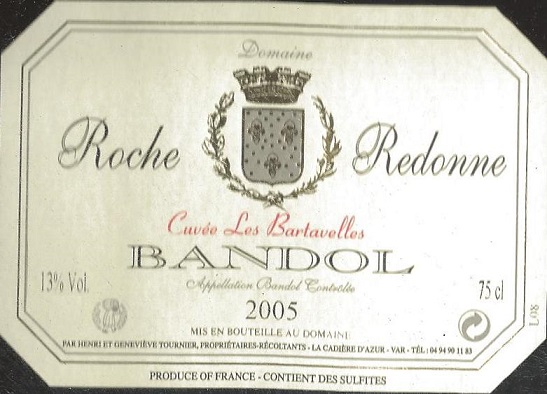 Domaine
Roche Redonne
Cuvée Les Bartavelles
BANDOL
Appellation Bandol Contrôlée
13% Vol. 75 cl
2005
MIS EN BOUTEILLE AU DOMAINE
PAR HENRI ET GENEVIÈVE TOURNIER, PROPRIÉTAIRES-RÉCOLTANTS - LA CADIÈRE D'AZUR - VAR - TÉL : 04 94 90 11 83
PRODUCE OF FRANCE - CONTIENT DES SULFITES
L08